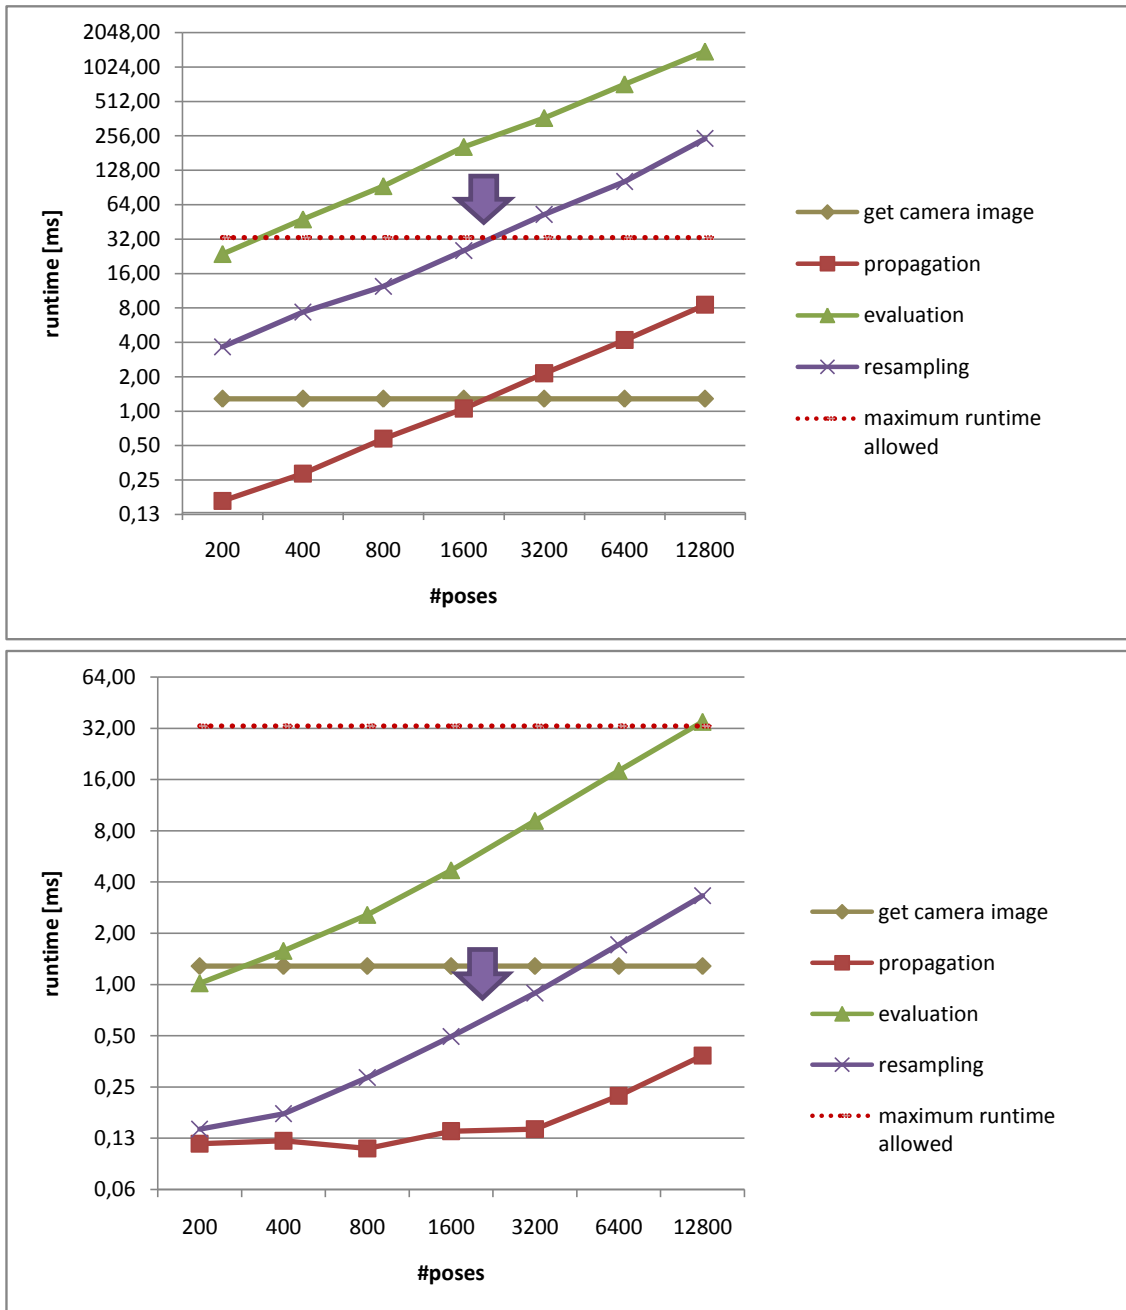 2048,00
1024,00
512,00
256,00
128,00
64,00
32,00
16,00
8,00
4,00
2,00
1,00
0,50
0,25
0,13
runtime [ms]
200 400 800 1600 3200 6400 12800
#poses
get camera image
propagation
evaluation
resampling
maximum runtime
allowed
64,00
32,00
16,00
8,00
4,00
2,00
1,00
0,50
0,25
0,13
0,06
runtime [ms]
200 400 800 1600 3200 6400 12800
#poses
get camera image
propagation
evaluation
resampling
maximum runtime
allowed